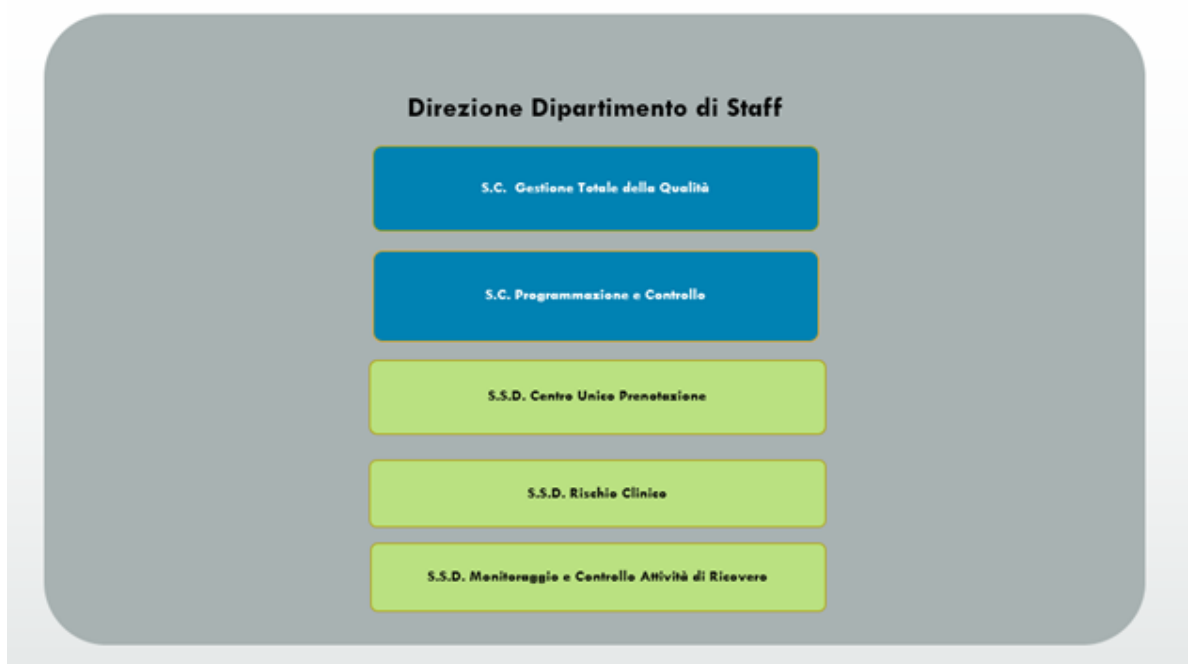 Direzione Dipartimento di Staff
S.C. Gestione Totale della Qualità
S.C. Programmazione e Controllo
S.S.D. Centro Unico Prenotazione
S.S.D. Rischio Clinico
S.S.D. Monitoraggio e Controllo Attività di Ricovero